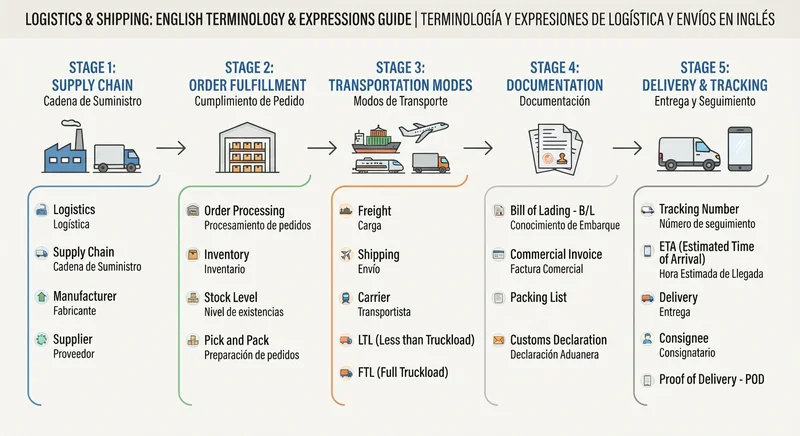 LOGISTICS & SHIPPING: ENGLISH TERMINOLOGY & EXPRESSIONS GUIDE | TERMINOLOGÍA Y EXPRESIONES DE LOGÍSTICA Y ENVÍOS EN INGLÉS
STAGE 1:
SUPPLY CHAIN
Cadena de Suministro
Logistics
Logística
Supply Chain
Cadena de Suministro
Manufacturer
Fabricante
Supplier
Proveedor
STAGE 2:
ORDER FULFILLMENT
Cumplimiento de Pedido
Order Processing
Procesamiento de pedidos
Inventory
Inventario
Stock Level
Nivel de existencias
Pick and Pack
Preparación de pedidos
STAGE 3:
TRANSPORTATION MODES
Modos de Transporte
Freight
Carga
Shipping
Envío
Carrier
Transportista
LTL (Less than Truckload)
FTL (Full Truckload)
STAGE 4:
DOCUMENTATION
Documentación
Bill of Lading - B/L
Conocimiento de Embarque
Commercial Invoice
Factura Comercial
Packing List
Customs Declaration
Declaración Aduanera
STAGE 5:
DELIVERY & TRACKING
Entrega y Seguimiento
Tracking Number
Número de seguimiento
ETA (Estimated Time
of Arrival)
Hora Estimada de Llegada
Delivery
Entrega
Consignee
Consignatario
Proof of Delivery - POD